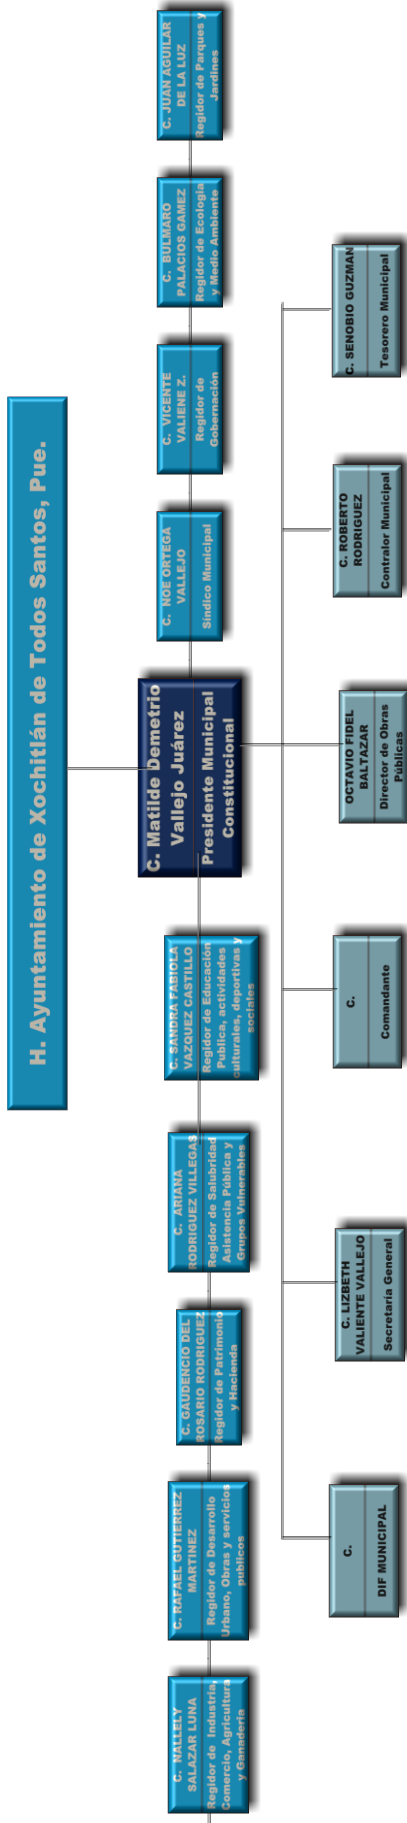 H. Ayuntamiento de Xochitlán de Todos Santos, Pue.
C. NALLELY
SALAZAR LUNA
Regidor de Industria,
Comercio, Agricultura
y Ganaderia
C. RAFAEL GUTIERREZ
MARTINEZ
Regidor de Desarrollo
Urbano, Obras y servicios
publicos
C. GAUDENCIO DEL
ROSARIO RODRIGUEZ
Regidor de Patrimonio
y Hacienda
C. ARIANA
RODRIGUEZ VILLEGAS
Regidor de Salubridad
Asistencia Pública y
Grupos Vulnerables
C. SANDRA FABIOLA
VAZQUEZ CASTILLO
Regidor de Educación
Publica, actividades
culturales, deportivas y
sociales
C. Matilde Demetrio
Vallejo Juárez
Presidente Municipal
Constitucional
C. NOE ORTEGA
VALLEJO
Síndico Municipal
C. VICENTE
VALIENE Z.
Regidor de
Gobernación
C. BULMARO
PALACIOS GAMEZ
Regidor de Ecología
y Medio Ambiente
C. JUAN AGUILAR
DE LA LUZ
Regidor de Parques y
Jardines
C.
DIF MUNICIPAL
C. LIZBETH
VALIENTE VALLEJO
Secretaria General
C.
Comandante
OCTAVIO FIDEL
BALTAZAR
Director de Obras
Públicas
C. ROBERTO
RODRIGUEZ
Contralor Municipal
C. SENOBIO GUZMAN
Tesorero Municipal